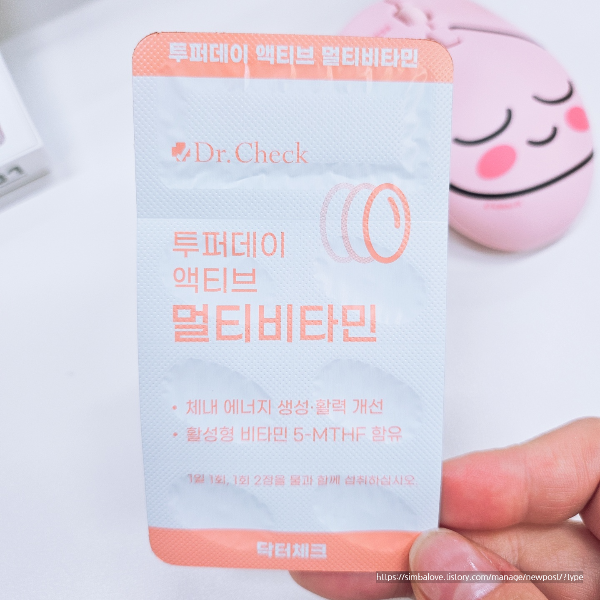 투퍼데이 액티브 멀티비타민
Dr. Check
투퍼데이
액티브
멀티비타민
• 체내 에너지 생성·활력 개선
• 활성형 비타민 5-MTHF 함유
1일 1회, 1회 2정을 물과 함께 섭취하십시오
닥터체크
https://simbalove.tistory.com/manage/newpost/?type